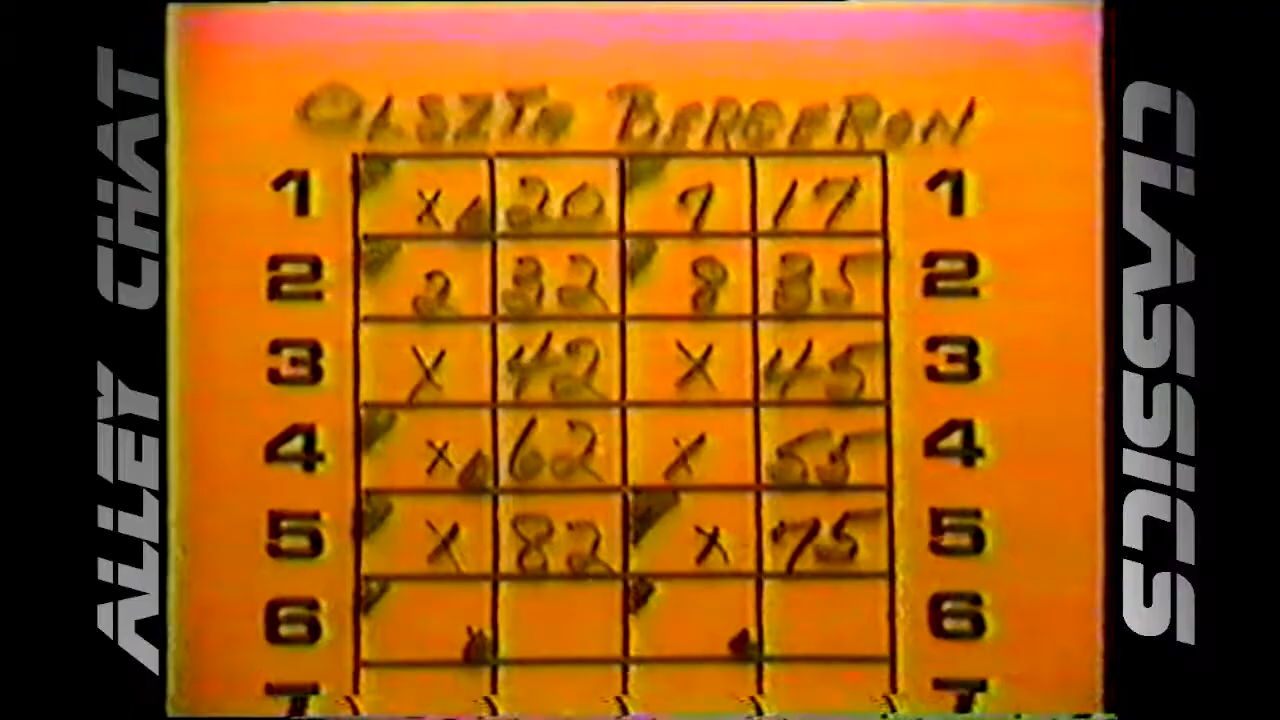 ALLEY CHAT
OLSZTA BERGERON
1 X 20 7 17 1
2 2 32 8 35 2
3 X 42 X 45 3
4 X 62 X 55 4
5 X 82 X 75 5
6 6
7 7
CLASSICS